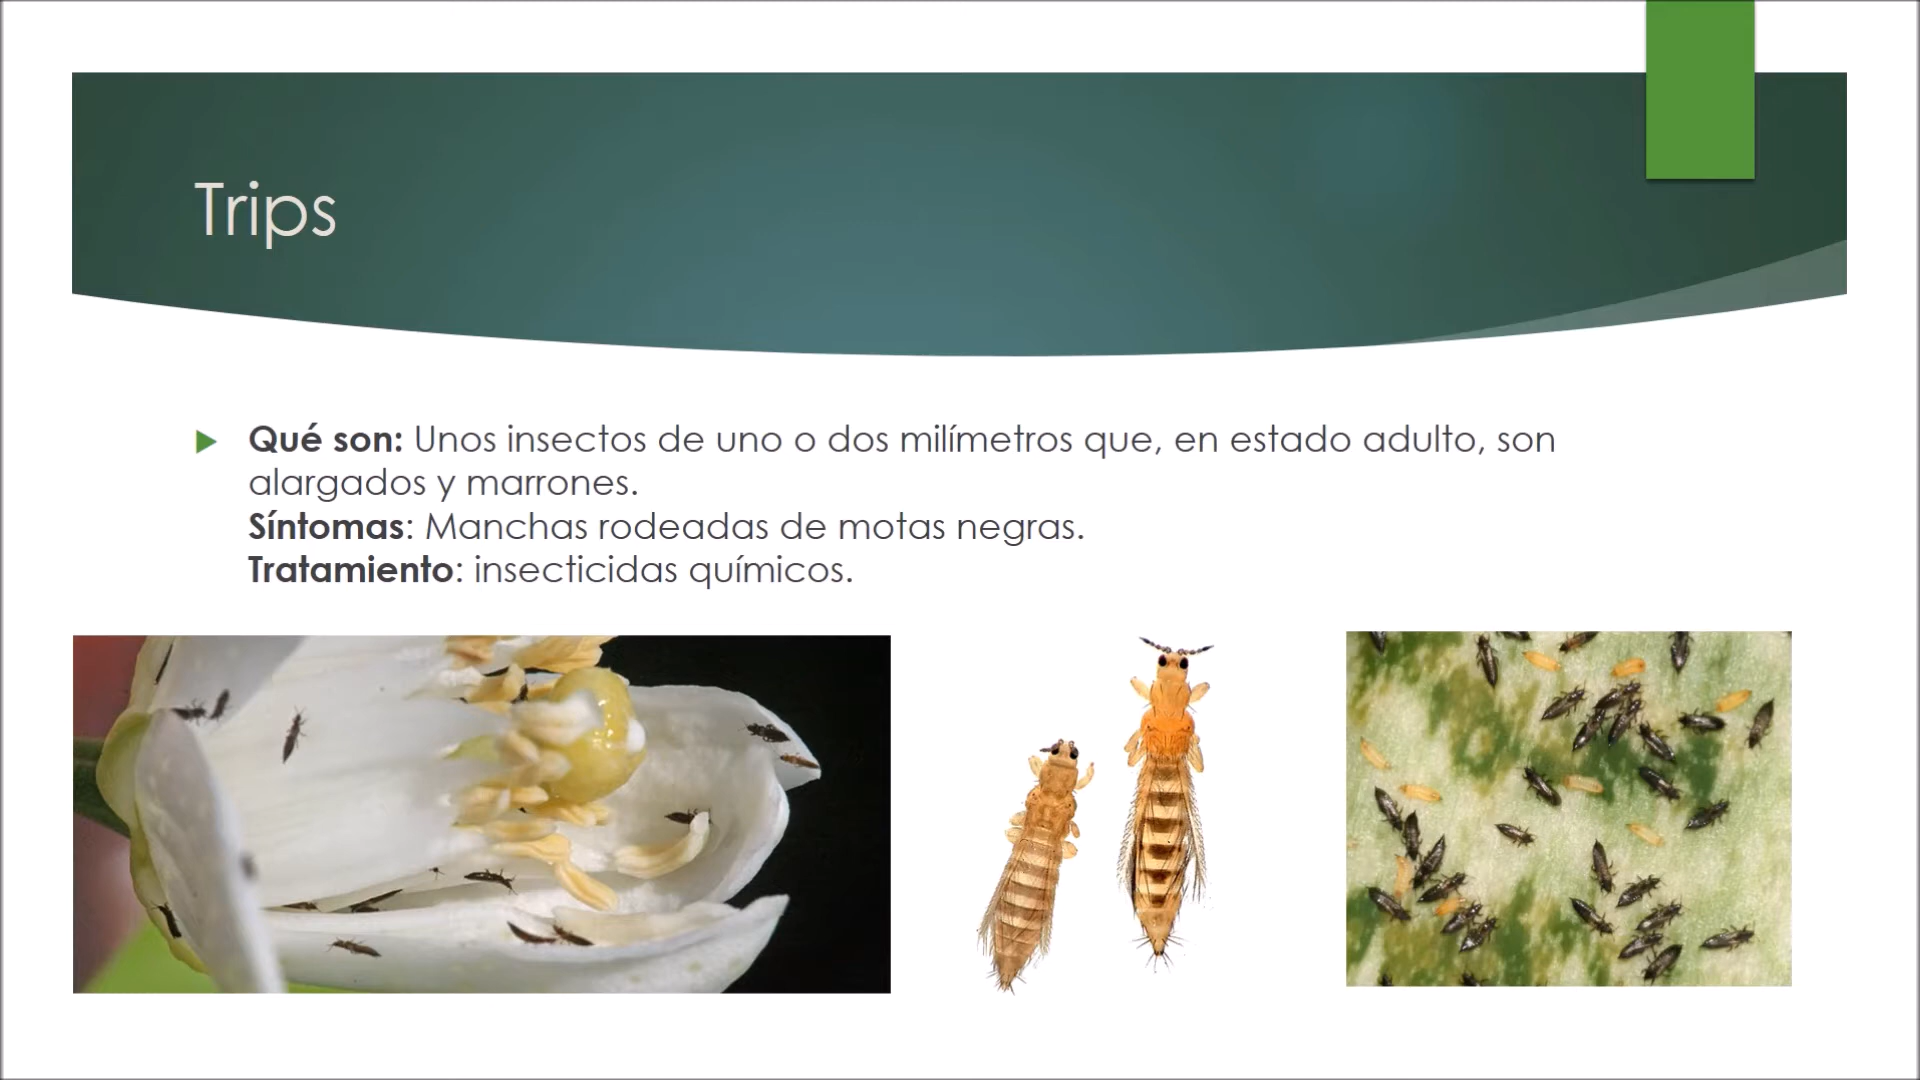 Trips
Qué son: Unos insectos de uno o dos milímetros que, en estado adulto, son
alargados y marrones.
Síntomas: Manchas rodeadas de motas negras.
Tratamiento: insecticidas químicos.